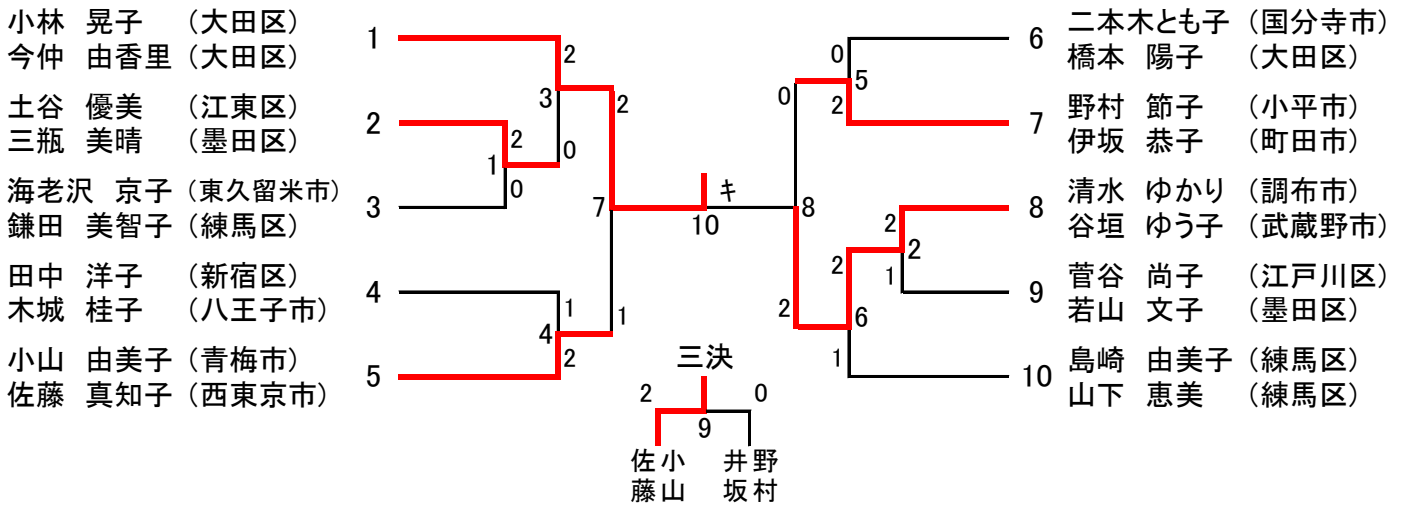 小林 晃子 （大田区）
今仲 由香里（大田区）
1
土谷 優美 （江東区）
三瓶 美晴 （墨田区）
2
海老沢 京子（東久留米市）
鎌田 美智子（練馬区）
3
田中 洋子 （新宿区）
木城 桂子 （八王子市）
4
小山 由美子（青梅市）
佐藤 真知子（西東京市）
5
2
3
0
2
1
0
2
7
1
1
4
2
キ
10
0
8
2
0
5
2
2
2
1
2
6
1
6
二本木とも子（国分寺市）
橋本 陽子 （大田区）
7
野村 節子 （小平市）
伊坂 恭子 （町田市）
8
清水 ゆかり（調布市）
谷垣 ゆう子（武蔵野市）
9
菅谷 尚子 （江戸川区）
若山 文子 （墨田区）
10
島崎 由美子（練馬区）
山下 恵美 （練馬区）
三決
2 0
9
佐藤 小山 井坂 野村